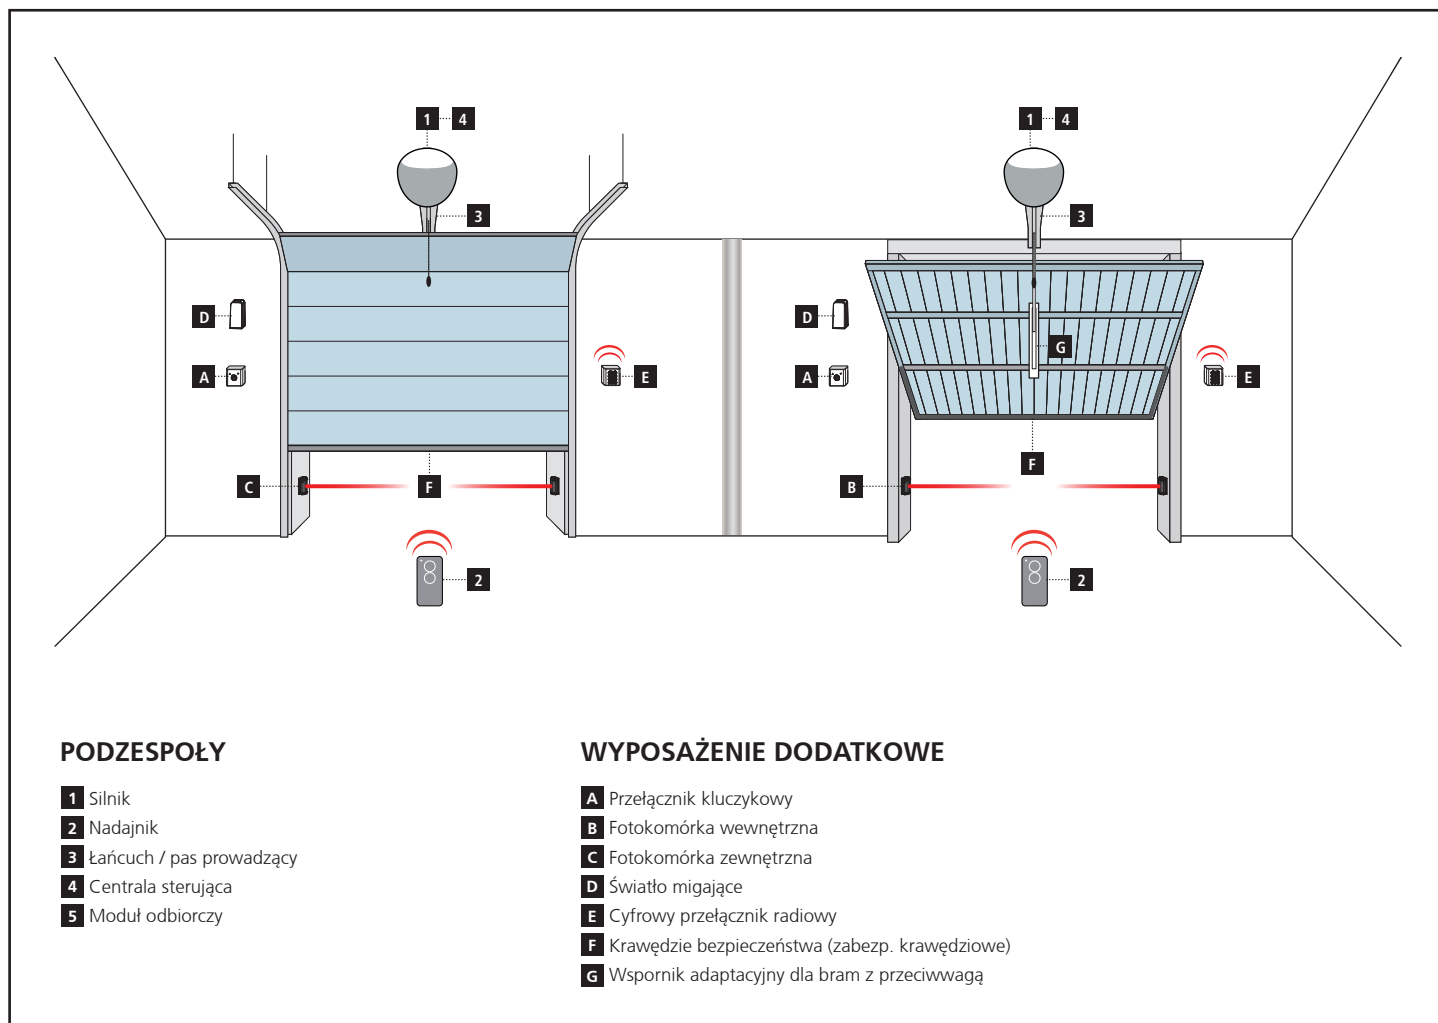 1 4
1 4
3
3
D
D
G
A
E
A
E
F
C
F
B
2
2
PODZESPOŁY
1 Silnik
2 Nadajnik
3 Łańcuch / pas prowadzący
4 Centrala sterująca
5 Moduł odbiorczy
WYPOSAŻENIE DODATKOWE
A Przełącznik kluczykowy
B Fotokomórka wewnętrzna
C Fotokomórka zewnętrzna
D Światło migające
E Cyfrowy przełącznik radiowy
F Krawędzie bezpieczeństwa (zabezp. krawędziowe)
G Wspornik adaptacyjny dla bram z przeciwwagą